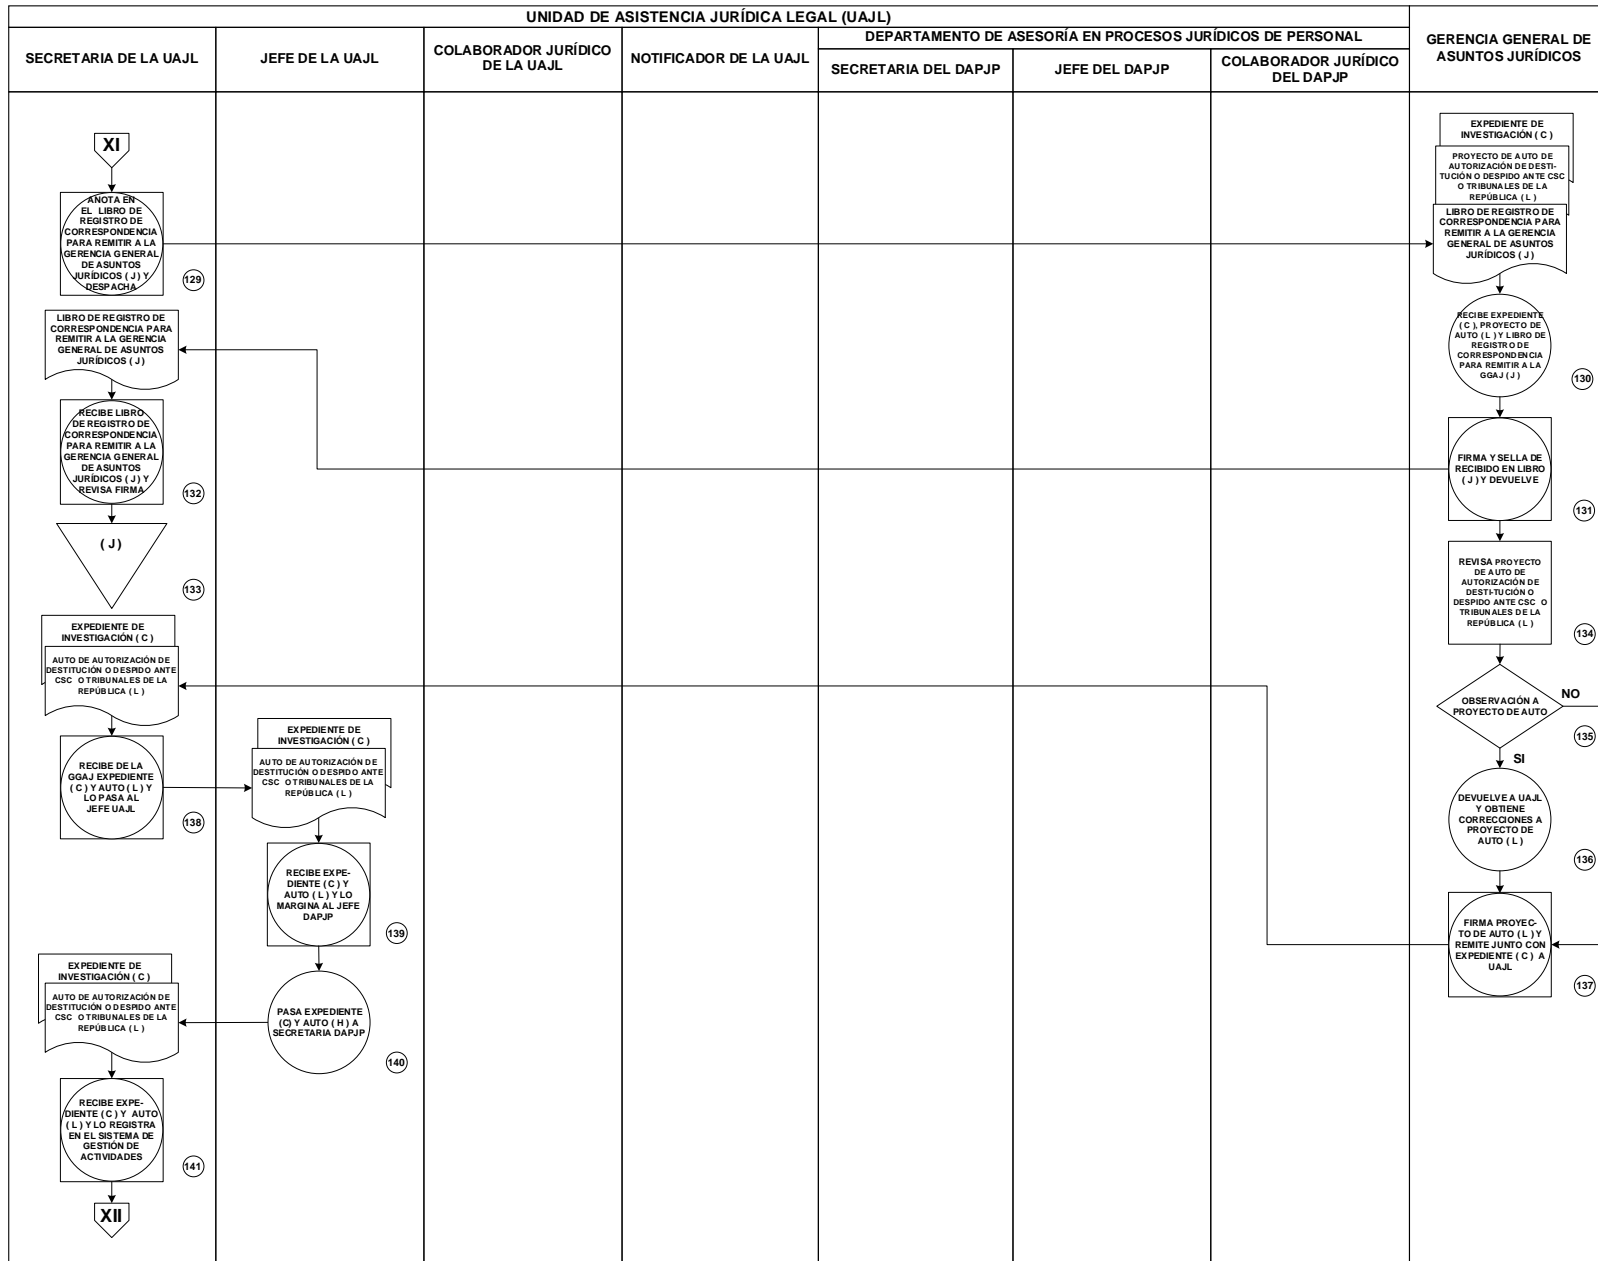 UNIDAD DE ASISTENCIA JURÍDICA LEGAL (UAJL)
SECRETARIA DE LA UAJL
JEFE DE LA UAJL
COLABORADOR JURÍDICO
DE LA UAJL
NOTIFICADOR DE LA UAJL
DEPARTAMENTO DE ASESORÍA EN PROCESOS JURÍDICOS DE PERSONAL
SECRETARIA DEL DAPJP
JEFE DEL DAPJP
COLABORADOR JURÍDICO
DEL DAPJP
GERENCIA GENERAL DE
ASUNTOS JURÍDICOS
XI
ANOTA EN
EL LIBRO DE
REGISTRO DE
CORRESPONDENCIA
PARA REMITIR A LA
GERENCIA GENERAL
DE ASUNTOS
JURÍDICOS ( J ) Y
DESPACHA
129
EXPEDIENTE DE
INVESTIGACIÓN ( C )
PROYECTO DE AUTO DE
AUTORIZACIÓN DE DESTI-
TUCIÓN O DESPIDO ANTE CSC
O TRIBUNALES DE LA
REPÚBLICA ( L )
LIBRO DE REGISTRO DE
CORRESPONDENCIA PARA
REMITIR A LA GERENCIA
GENERAL DE ASUNTOS
JURÍDICOS ( J )
RECIBE EXPEDIENTE
( C ), PROYECTO DE
AUTO ( L ) Y LIBRO DE
REGISTRO DE
CORRESPONDENCIA
PARA REMITIR A LA
GGAJ ( J )
130
FIRMA Y SELLA DE
RECIBIDO EN LIBRO
( J ) Y DEVUELVE
131
LIBRO DE REGISTRO DE
CORRESPONDENCIA PARA
REMITIR A LA GERENCIA
GENERAL DE ASUNTOS
JURÍDICOS ( J )
RECIBE LIBRO
DE REGISTRO DE
CORRESPONDENCIA
PARA REMITIR A LA
GERENCIA GENERAL
DE ASUNTOS
JURÍDICOS ( J ) Y
REVISA FIRMA
132
( J )
133
REVISA PROYECTO
DE AUTO DE
AUTORIZACIÓN DE
DESTI-TUCIÓN O
DESPIDO ANTE CSC O
TRIBUNALES DE LA
REPÚBLICA ( L )
134
OBSERVACIÓN A
PROYECTO DE AUTO
NO
135
SI
DEVUELVE A UAJL
Y OBTIENE
CORRECCIONES A
PROYECTO DE
AUTO ( L )
136
FIRMA PROYEC-
TO DE AUTO ( L ) Y
REMITE JUNTO CON
EXPEDIENTE ( C ) A
UAJL
137
EXPEDIENTE DE
INVESTIGACIÓN ( C )
AUTO DE AUTORIZACIÓN DE
DESTITUCIÓN O DESPIDO ANTE
CSC O TRIBUNALES DE LA
REPÚBLICA ( L )
RECIBE DE LA
GGAJ EXPEDIENTE
( C ) Y AUTO ( L ) Y
LO PASA AL
JEFE UAJL
138
EXPEDIENTE DE
INVESTIGACIÓN ( C )
AUTO DE AUTORIZACIÓN DE
DESTITUCIÓN O DESPIDO ANTE
CSC O TRIBUNALES DE LA
REPÚBLICA ( L )
RECIBE EXPE-
DIENTE ( C ) Y
AUTO ( L ) Y LO
MARGINA AL JEFE
DAPJP
139
PASA EXPEDIENTE
(C) Y AUTO ( H ) A
SECRETARIA DAPJP
140
EXPEDIENTE DE
INVESTIGACIÓN ( C )
AUTO DE AUTORIZACIÓN DE
DESTITUCIÓN O DESPIDO ANTE
CSC O TRIBUNALES DE LA
REPÚBLICA ( L )
RECIBE EXPE-
DIENTE ( C ) Y AUTO
( L ) Y LO REGISTRA
EN EL SISTEMA DE
GESTIÓN DE
ACTIVIDADES
141
XII